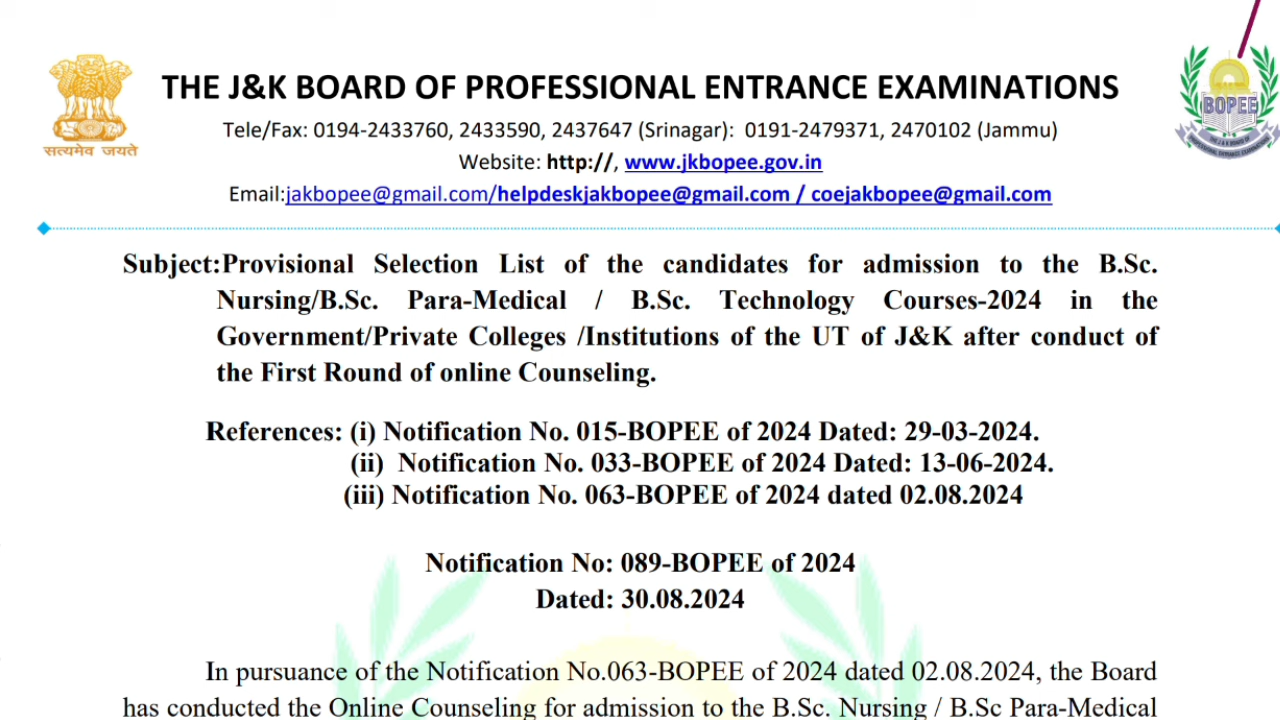 THE J&K BOARD OF PROFESSIONAL ENTRANCE EXAMINATIONS
Tele/Fax: 0194-2433760, 2433590, 2437647 (Srinagar): 0191-2479371, 2470102 (Jammu)
Website: http//, www.jkbopee.gov.in
Email:jakbopee@gmail.com/helpdeskjakbopee@gmail.com / coejakbopee@gmail.com
सत्यमेव जयते
BOPEE
THE J & K BOARD OF
PROFESSIONAL ENTRANCE EXAMINATIONS
Subject:Provisional Selection List of the candidates for admission to the B.Sc.
Nursing/B.Sc. Para-Medical / B.Sc. Technology Courses-2024 in the
Government/Private Colleges /Institutions of the UT of J&K after conduct of
the First Round of online Counseling.
References: (i) Notification No. 015-BOPEE of 2024 Dated: 29-03-2024.
(ii) Notification No. 033-BOPEE of 2024 Dated: 13-06-2024.
(iii) Notification No. 063-BOPEE of 2024 dated 02.08.2024
Notification No: 089-BOPEE of 2024
Dated: 30.08.2024
In pursuance of the Notification No.063-BOPEE of 2024 dated 02.08.2024, the Board
has conducted the Online Counseling for admission to the B.Sc. Nursing / B.Sc Para-Medical